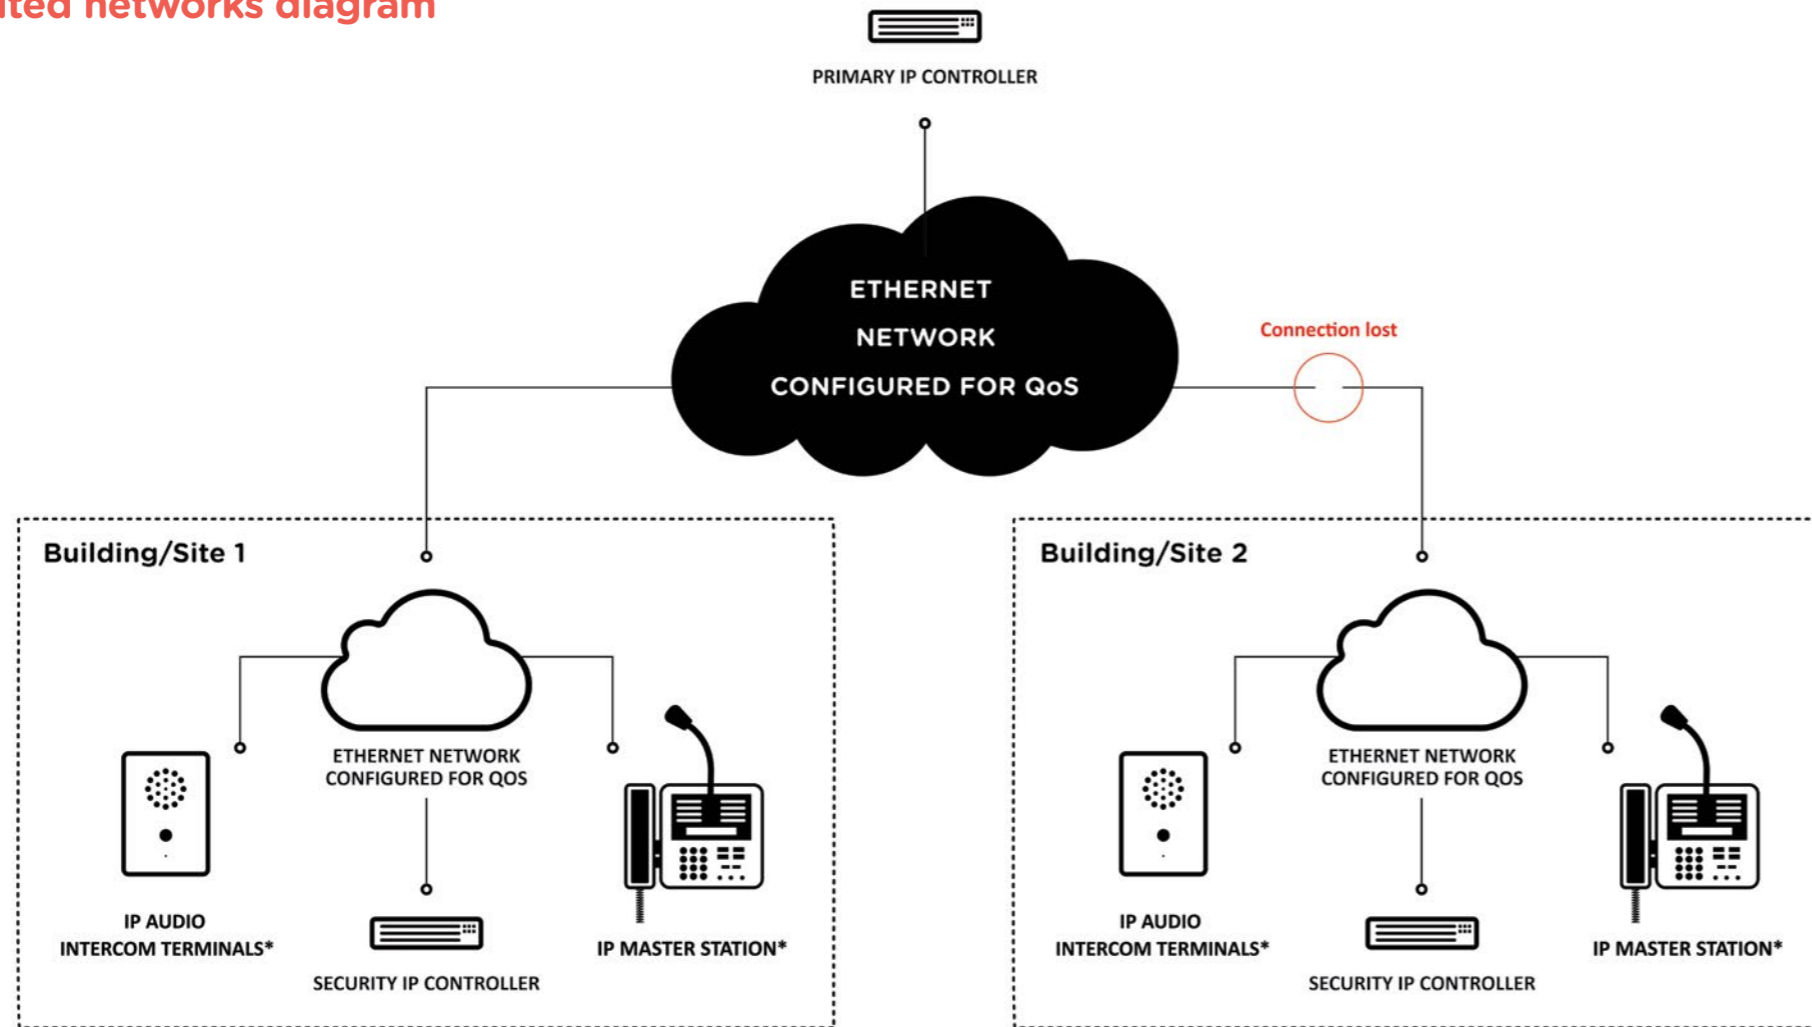 networks diagram
PRIMARY IP CONTROLLER
ETHERNET
NETWORK
CONFIGURED FOR QoS
Connection lost
Building/Site 1
ETHERNET NETWORK
CONFIGURED FOR QOS
IP AUDIO
INTERCOM TERMINALS*
SECURITY IP CONTROLLER
IP MASTER STATION*
Building/Site 2
ETHERNET NETWORK
CONFIGURED FOR QOS
IP AUDIO
INTERCOM TERMINALS*
SECURITY IP CONTROLLER
IP MASTER STATION*